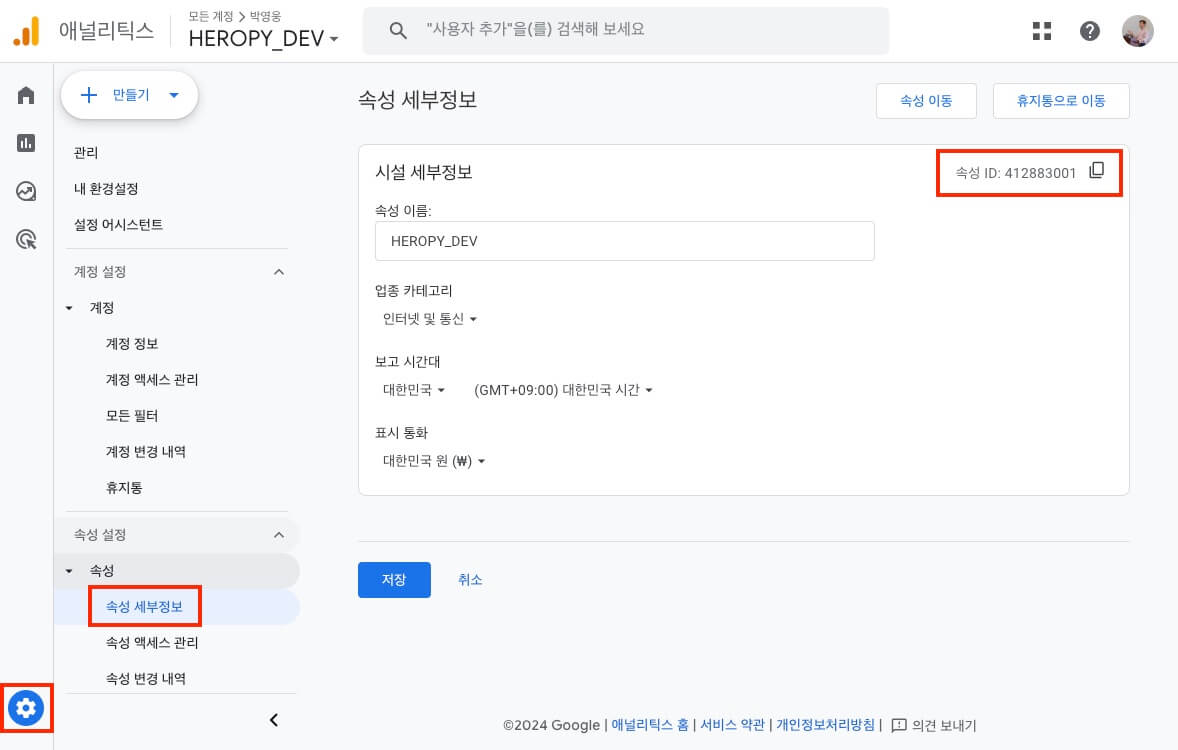 애널리틱스
모든 계정 > 박영웅
HEROPY_DEV
"사용자 추가"을(를) 검색해 보세요
만들기
관리
내 환경설정
설정 어시스턴트
계정 설정
계정
계정 정보
계정 액세스 관리
모든 필터
계정 변경 내역
휴지통
속성 설정
속성
속성 세부정보
속성 액세스 관리
속성 변경 내역
속성 세부정보
속성 이동
휴지통으로 이동
시설 세부정보
속성 ID: 412883001
속성 이름:
HEROPY_DEV
업종 카테고리
인터넷 및 통신
보고 시간대
대한민국 (GMT+09:00) 대한민국 시간
표시 통화
대한민국 원 (₩)
저장 취소
©2024 Google | 애널리틱스 홈 | 서비스 약관 | 개인정보처리방침 | 의견 보내기